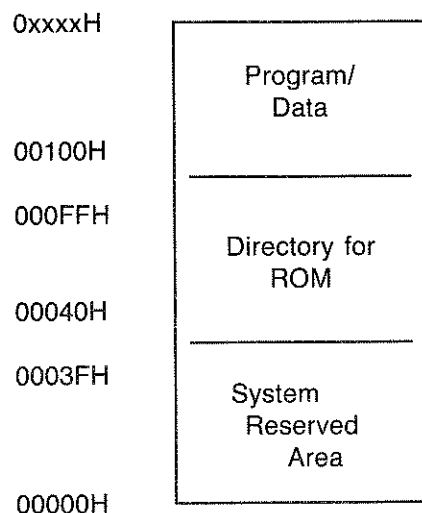 0xxxxH
Program/
Data
00100H
000FFH
Directory for
ROM
00040H
0003FH
System
Reserved
Area
00000H